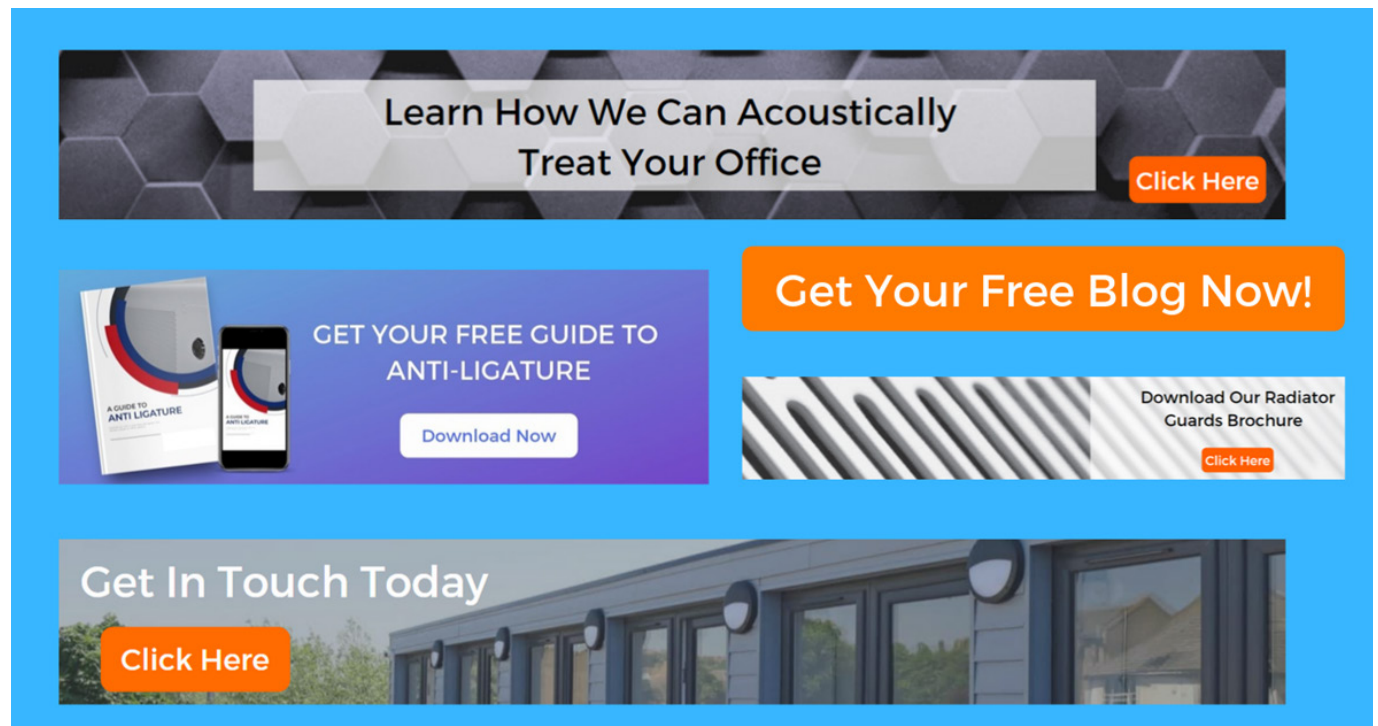 Learn How We Can Acoustically
Treat Your Office
Click Here
Get Your Free Blog Now!
GET YOUR FREE GUIDE TO
ANTI-LIGATURE
Download Now
A GUIDE TO
ANTI LIGATURE
A GUIDE TO
ANTI LIGATURE
Download Our Radiator
Guards Brochure
Click Here
Get In Touch Today
Click Here